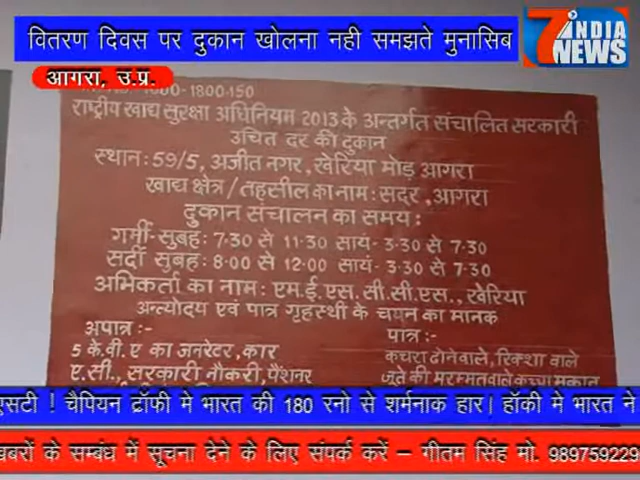 वितरण दिवस पर दुकान खोलना नही समझते मुनासिब
7 INDIA NEWS
आगरा, उ.प्र.
1800-150
राष्ट्रीय खाद्य सुरक्षा अधिनियम 2013 के अन्तर्गत संचालित सरकारी
उचित दर की दुकान
स्थान: 59/5, अजीत नगर, खेरिया मोड़ आगरा
खाद्य क्षेत्र / तहसील का नाम: सदर, आगरा
दुकान संचालन का समय:
गर्मी-सुबह: 7.30 से 11.30 सायं- 3.30 से 7.30
सर्दी सुबह: 8.00 से 12.00 सायं- 3.30 से 7.30
अभिकर्ता का नाम: एम.ई.एस.सी.सी.एस., खेरिया
अन्त्योदय एवं पात्र गृहस्थी के चयन का मानक
अपात्र :- पात्र :-
5 के.वी.ए का जनरेटर, कार कचरा ढोनेवाले, रिक्शा वाले
ए.सी., सरकारी नौकरी, पैंशनर जूते की मरम्मतवाले कच्चा मकान
एसटी ! चैपियन ट्रॉफी मे भारत की 180 रनो से शर्मनाक हार| हॉकी मे भारत ने
खबरों के सम्बंध में सूचना देने के लिए संपर्क करें – गीतम सिंह मो. 989759229